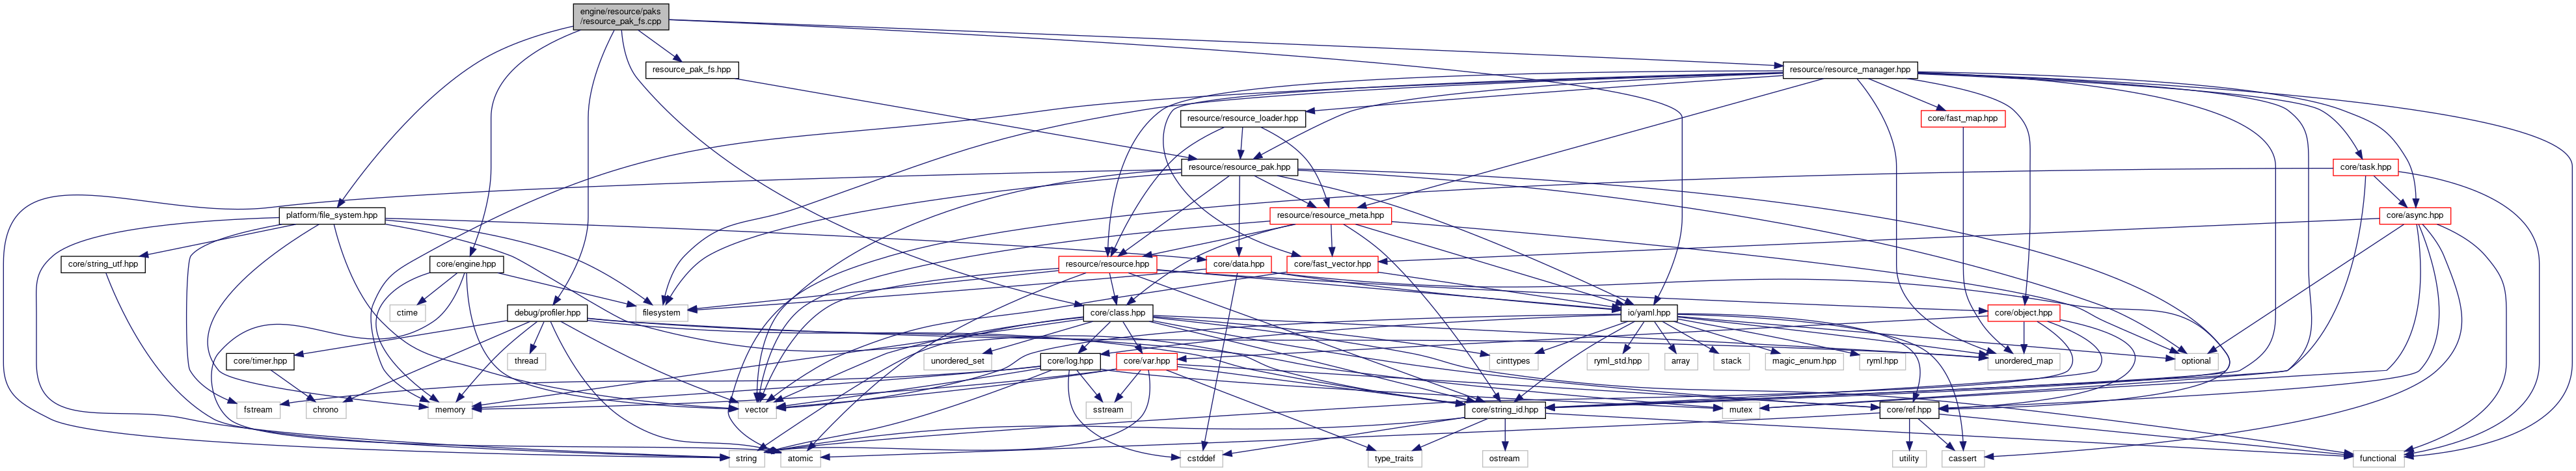 engine/resource/paks
/resource_pak_fs.cpp
resource_pak_fs.hpp
resource/resource_manager.hpp
resource/resource_loader.hpp
core/fast_map.hpp
resource/resource_pak.hpp
core/task.hpp
platform/file_system.hpp
resource/resource_meta.hpp
core/async.hpp
core/string_utf.hpp
core/engine.hpp
resource/resource.hpp
core/data.hpp
core/fast_vector.hpp
ctime
debug/profiler.hpp
filesystem
core/class.hpp
io/yaml.hpp
core/object.hpp
core/timer.hpp
thread
unordered_set
core/log.hpp
core/var.hpp
cinttypes
ryml_std.hpp
array
stack
magic_enum.hpp
ryml.hpp
unordered_map
optional
fstream
chrono
memory
vector
sstream
core/string_id.hpp
mutex
core/ref.hpp
string
atomic
cstddef
type_traits
ostream
utility
cassert
functional